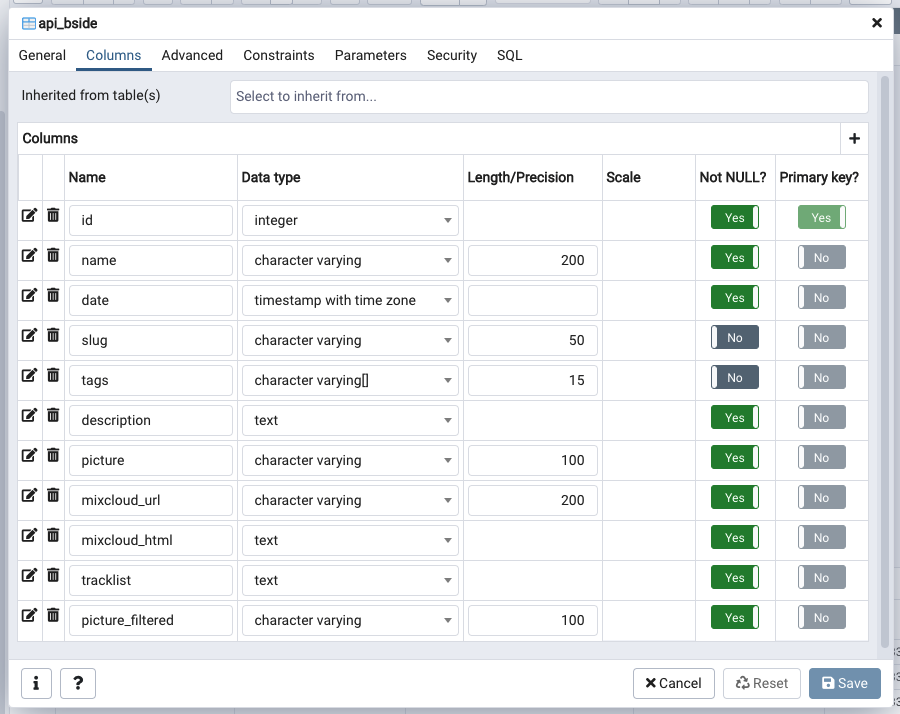 api_bside
General Columns Advanced Constraints Parameters Security SQL
Inherited from table(s) Select to inherit from...
Columns
Name Data type Length/Precision Scale Not NULL? Primary key?
id integer Yes Yes
name character varying 200 Yes No
date timestamp with time zone Yes No
slug character varying 50 No No
tags character varying[] 15 No No
description text Yes No
picture character varying 100 Yes No
mixcloud_url character varying 200 Yes No
mixcloud_html text Yes No
tracklist text Yes No
picture_filtered character varying 100 Yes No
i ? Cancel Reset Save